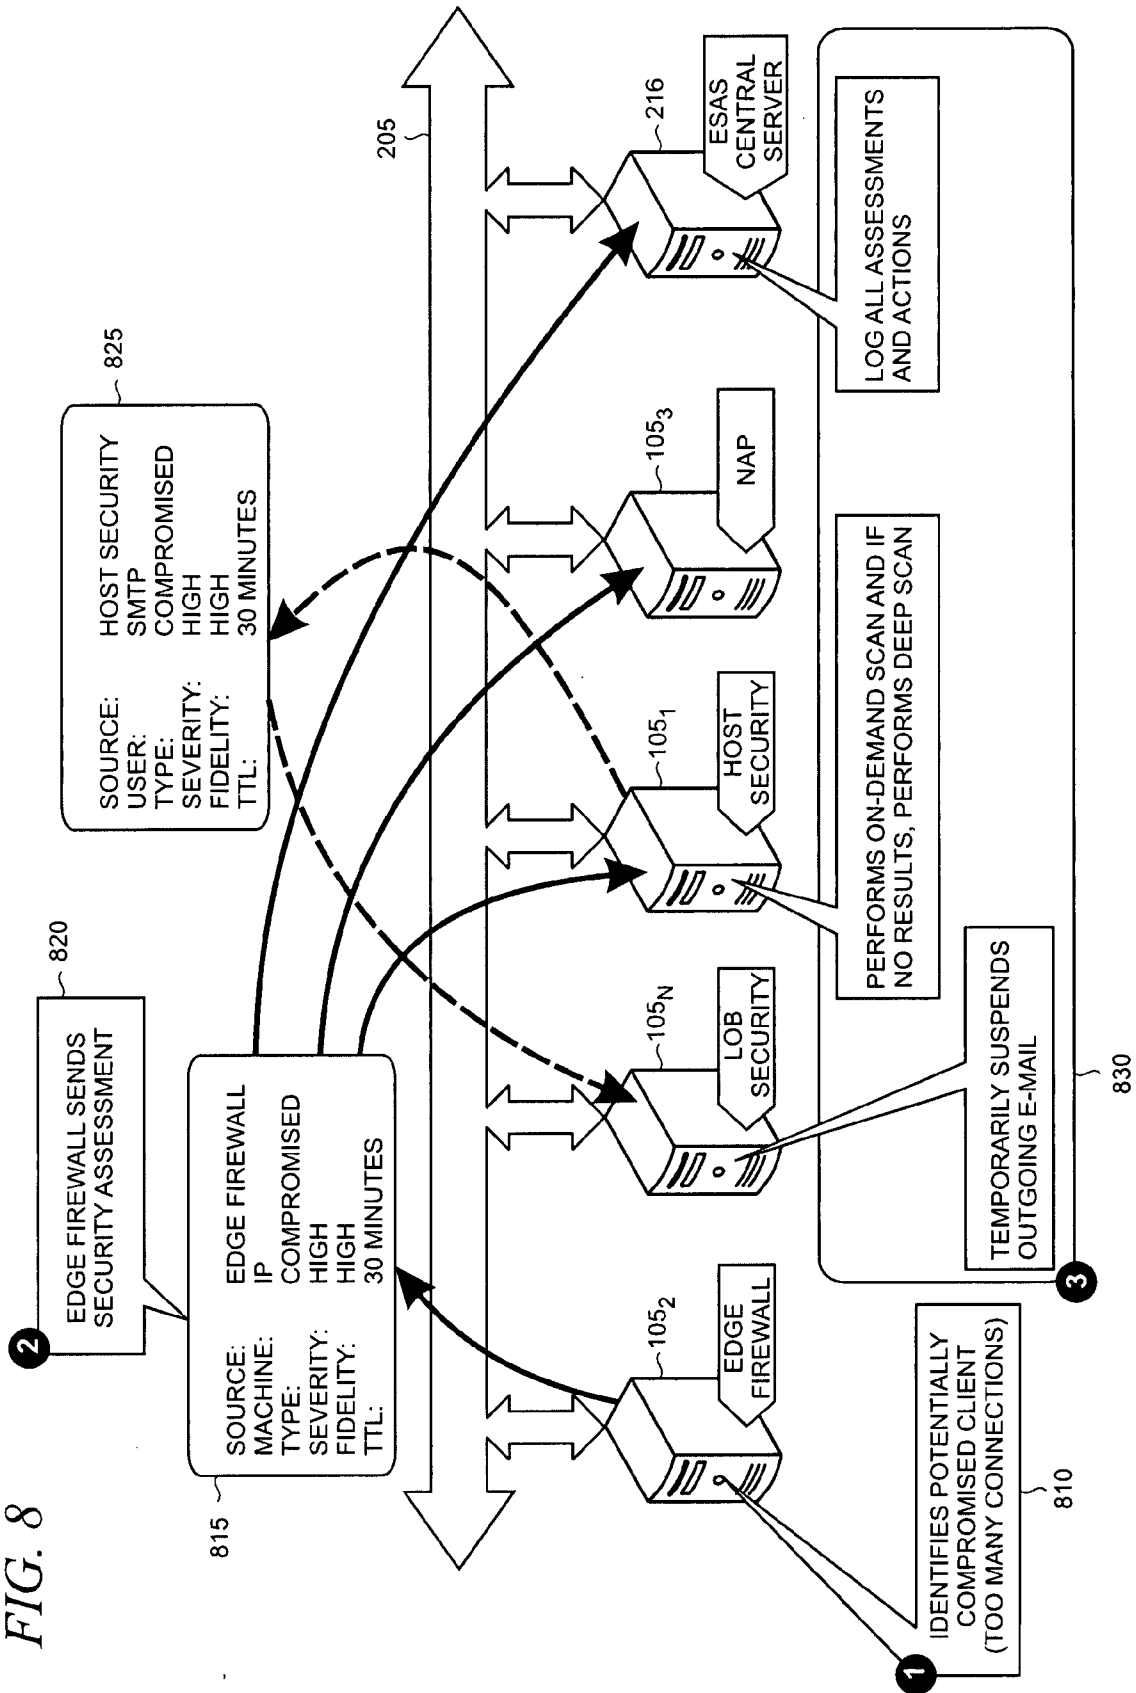 FIG. 8
2
EDGE FIREWALL SENDS
SECURITY ASSESSMENT
820
815
SOURCE: EDGE FIREWALL
MACHINE: IP
TYPE: COMPROMISED
SEVERITY: HIGH
FIDELITY: HIGH
TTL: 30 MINUTES
825
SOURCE: HOST SECURITY
USER: SMTP
TYPE: COMPROMISED
SEVERITY: HIGH
FIDELITY: HIGH
TTL: 30 MINUTES
205
105₂
EDGE
FIREWALL
105N
LOB
SECURITY
105₁
HOST
SECURITY
105₃
NAP
216
ESAS
CENTRAL
SERVER
1
IDENTIFIES POTENTIALLY
COMPROMISED CLIENT
(TOO MANY CONNECTIONS)
810
3
TEMPORARILY SUSPENDS
OUTGOING E-MAIL
PERFORMS ON-DEMAND SCAN AND IF
NO RESULTS, PERFORMS DEEP SCAN
LOG ALL ASSESSMENTS
AND ACTIONS
830